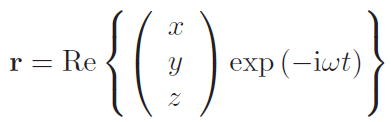 r = Re { ( x y z ) exp (−iωt) }